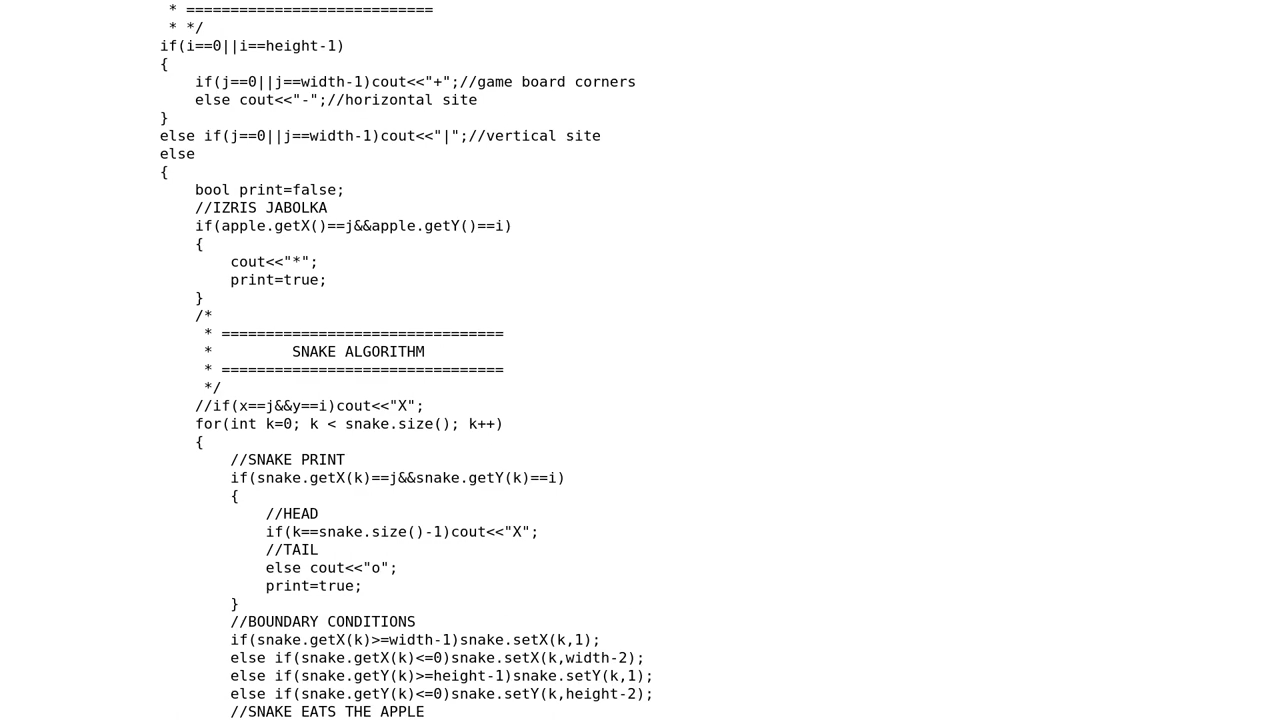 * ============================
 * */
if(i==0||i==height-1)
{
    if(j==0||j==width-1)cout<<"+";//game board corners
    else cout<<"-";//horizontal site
}
else if(j==0||j==width-1)cout<<"|";//vertical site
else
{
    bool print=false;
    //IZRIS JABOLKA
    if(apple.getX()==j&&apple.getY()==i)
    {
        cout<<"*";
        print=true;
    }
    /*
     * ================================
     *         SNAKE ALGORITHM
     * ================================
     */
    //if(x==j&&y==i)cout<<"X";
    for(int k=0; k < snake.size(); k++)
    {
        //SNAKE PRINT
        if(snake.getX(k)==j&&snake.getY(k)==i)
        {
            //HEAD
            if(k==snake.size()-1)cout<<"X";
            //TAIL
            else cout<<"o";
            print=true;
        }
        //BOUNDARY CONDITIONS
        if(snake.getX(k)>=width-1)snake.setX(k,1);
        else if(snake.getX(k)<=0)snake.setX(k,width-2);
        else if(snake.getY(k)>=height-1)snake.setY(k,1);
        else if(snake.getY(k)<=0)snake.setY(k,height-2);
        //SNAKE EATS THE APPLE